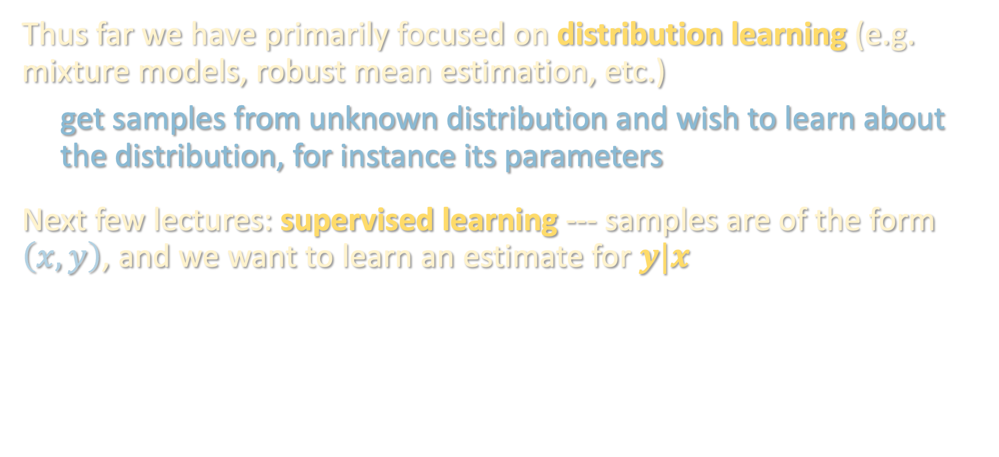 Thus far we have primarily focused on distribution learning (e.g.
mixture models, robust mean estimation, etc.)
get samples from unknown distribution and wish to learn about
the distribution, for instance its parameters
Next few lectures: supervised learning --- samples are of the form
(x, y), and we want to learn an estimate for y|x